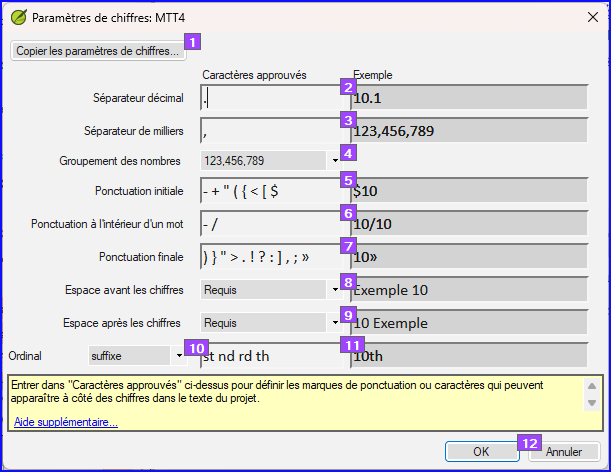 Paramètres de chiffres: MTT4
Copier les paramètres de chiffres... 1
Caractères approuvés Exemple
Séparateur décimal . 2 10.1
Séparateur de milliers , 3 123,456,789
Groupement des nombres 123,456,789 4
Ponctuation initiale - + " ( { < [ $ 5 $10
Ponctuation à l'intérieur d'un mot - / 6 10/10
Ponctuation finale ) } " > . ! ? : ] , ; » 7 10»
Espace avant les chiffres Requis 8 Exemple 10
Espace après les chiffres Requis 9 10 Exemple
Ordinal suffixe 10 st nd rd th 11 10th
Entrer dans "Caractères approuvés" ci-dessus pour définir les marques de ponctuation ou caractères qui peuvent
apparaître à côté des chiffres dans le texte du projet.
Aide supplémentaire...
OK 12 Annuler